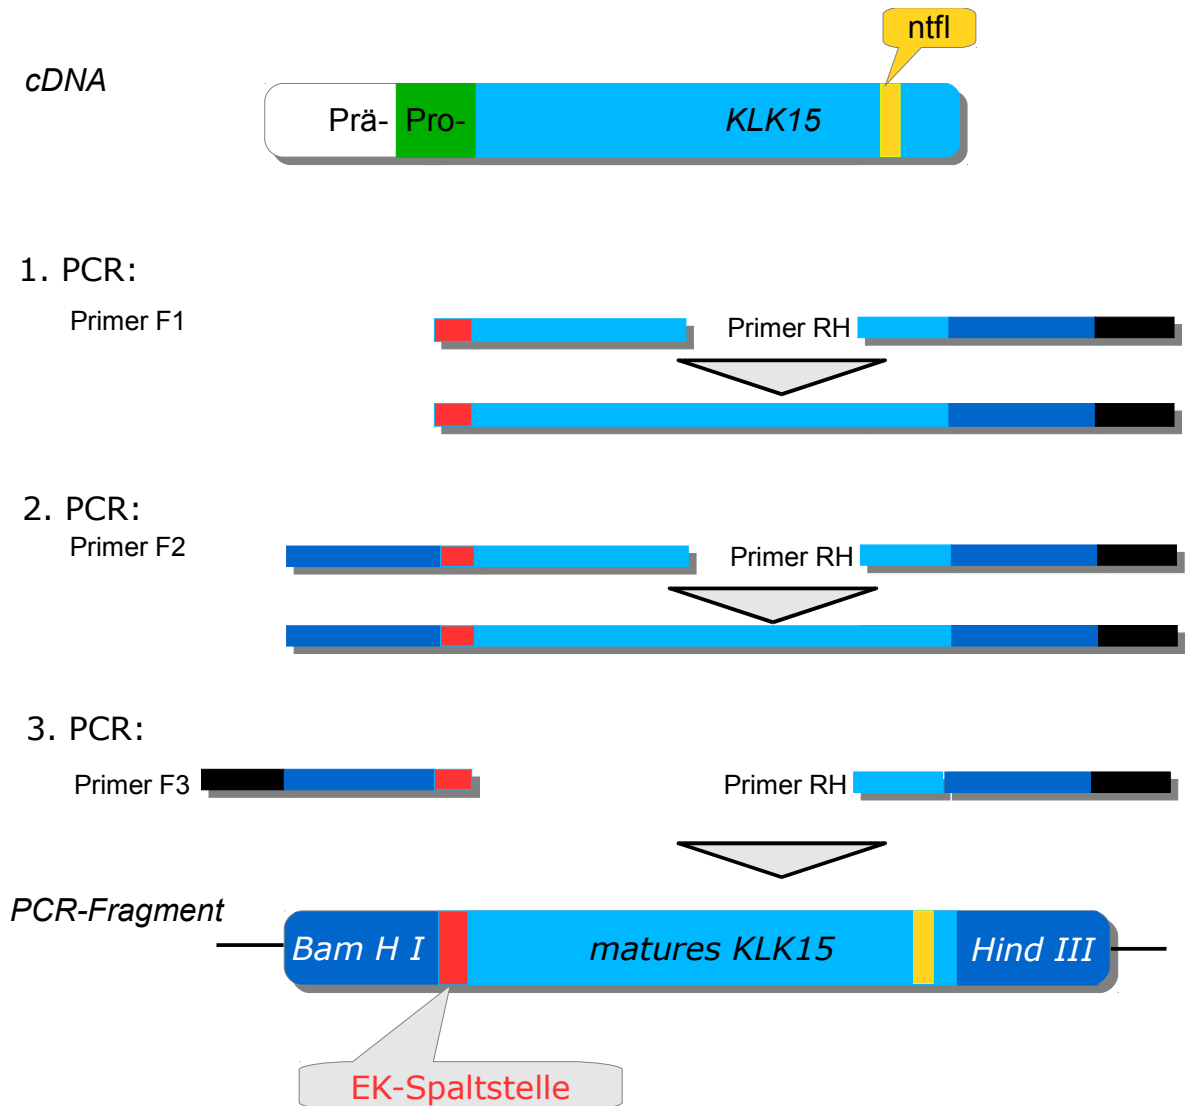 ntfl
cDNA
Prä- Pro- KLK15
1. PCR:
Primer F1 Primer RH
2. PCR:
Primer F2 Primer RH
3. PCR:
Primer F3 Primer RH
PCR-Fragment
Bam H I matures KLK15 Hind III
EK-Spaltstelle